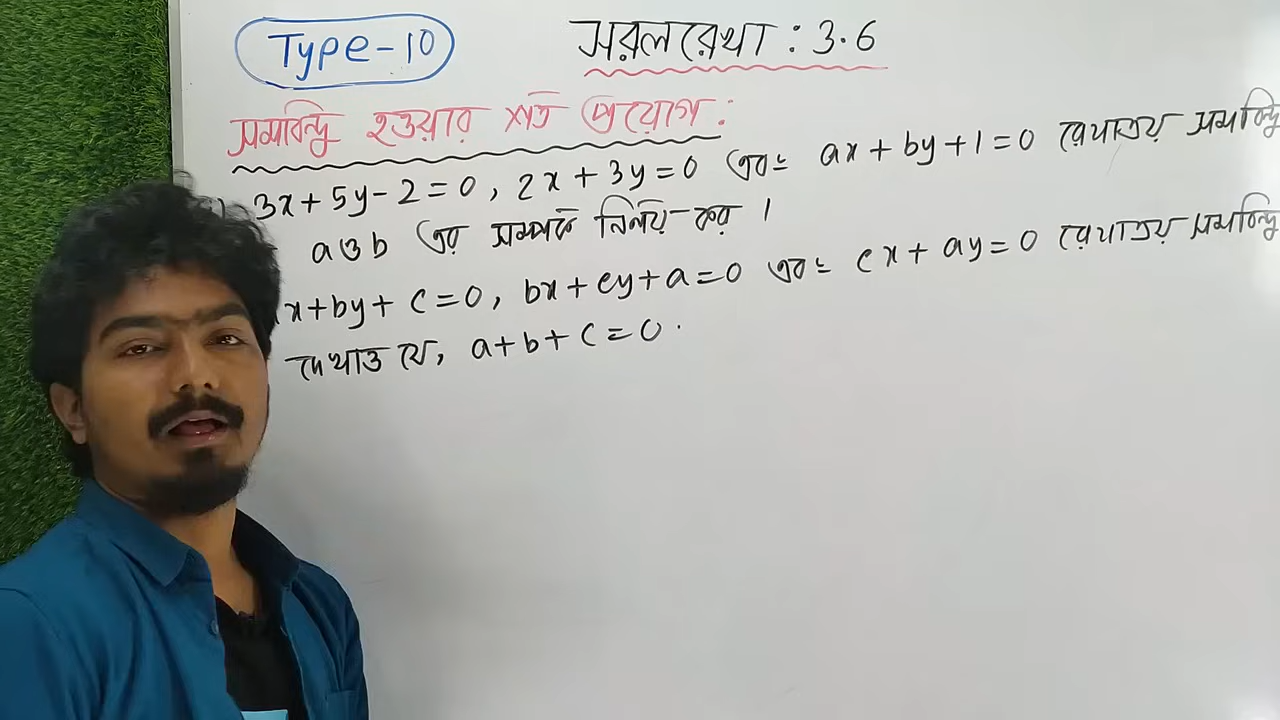 Type-10
সরলরেখা : 3.6
সমাবিন্দু হওয়ার শর্ত প্রয়োগ :
3x + 5y - 2 = 0, 2x + 3y = 0 এবং ax + by + 1 = 0 রেখাত্রয় সমবিন্দু
a ও b এর সম্পর্ক নির্ণয় কর ।
x + by + c = 0, bx + cy + a = 0 এবং cx + ay = 0 রেখাত্রয় সমবিন্দু
দেখাও যে, a + b + c = 0 .